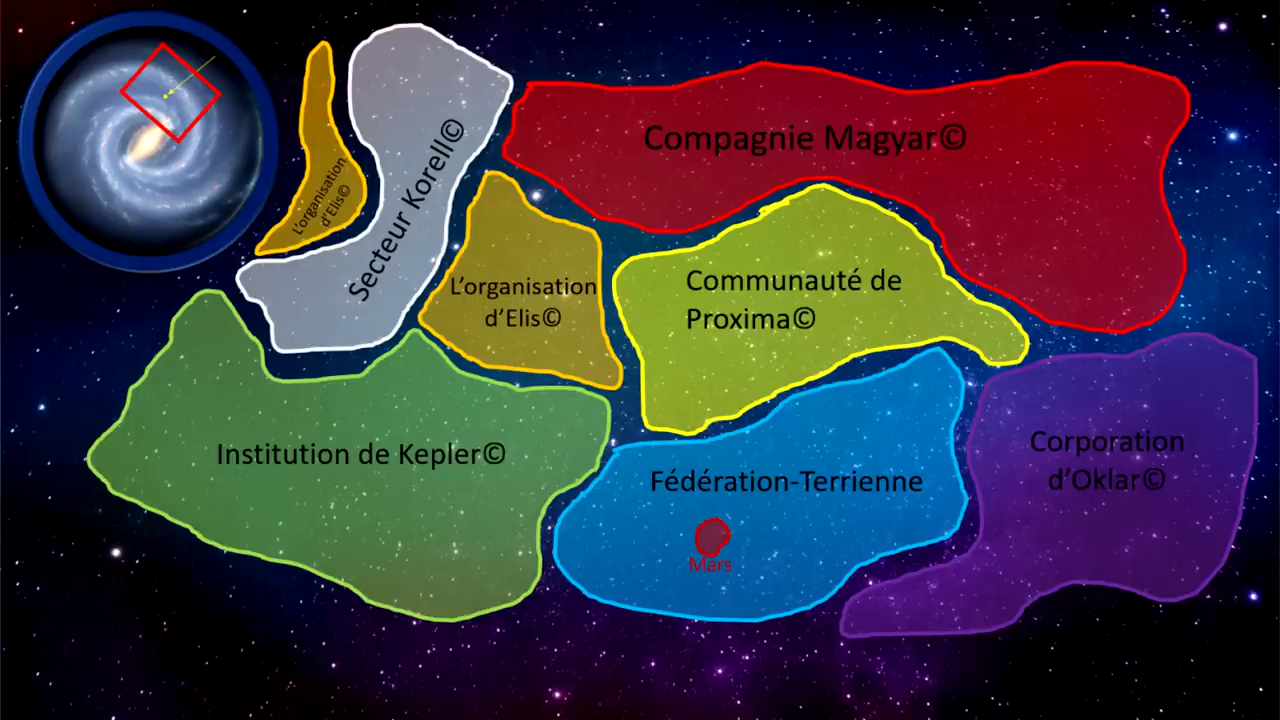 Compagnie Magyar©
L'organisation
d'Elis©
Secteur Korell©
L'organisation
d'Elis©
Communauté de
Proxima©
Institution de Kepler©
Fédération-Terrienne
Mars
Corporation
d'Oklar©